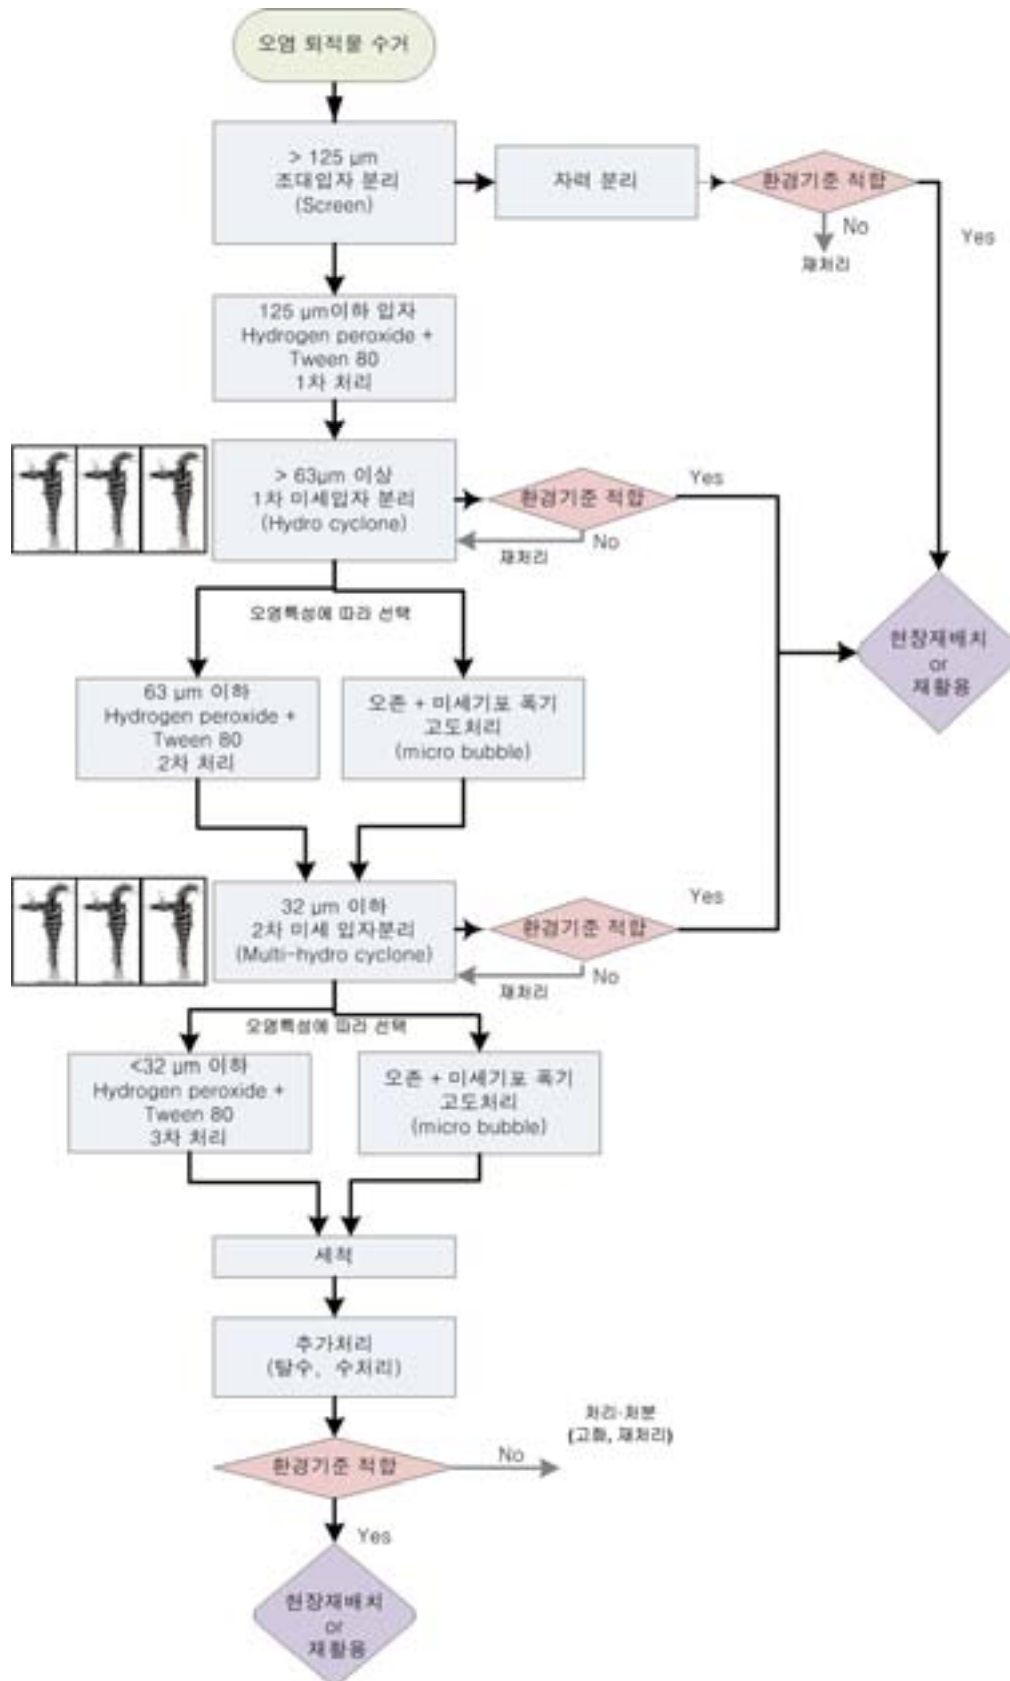 오염 퇴적물 수거
> 125 μm
조대입자 분리
(Screen)
자력 분리
환경기준 적합
No
재처리
Yes
125 μm이하 입자
Hydrogen peroxide +
Tween 80
1차 처리
> 63μm 이상
1차 미세입자 분리
(Hydro cyclone)
환경기준 적합
Yes
No
재처리
현장재배치
or
재활용
오염특성에 따라 선택
63 μm 이하
Hydrogen peroxide +
Tween 80
2차 처리
오존 + 미세기포 폭기
고도처리
(micro bubble)
32 μm 이하
2차 미세 입자분리
(Multi-hydro cyclone)
환경기준 적합
Yes
No
재처리
오염특성에 따라 선택
<32 μm 이하
Hydrogen peroxide +
Tween 80
3차 처리
오존 + 미세기포 폭기
고도처리
(micro bubble)
세척
추가처리
(탈수, 수처리)
환경기준 적합
No
처리·처분
(고화, 재처리)
Yes
현장재배치
or
재활용